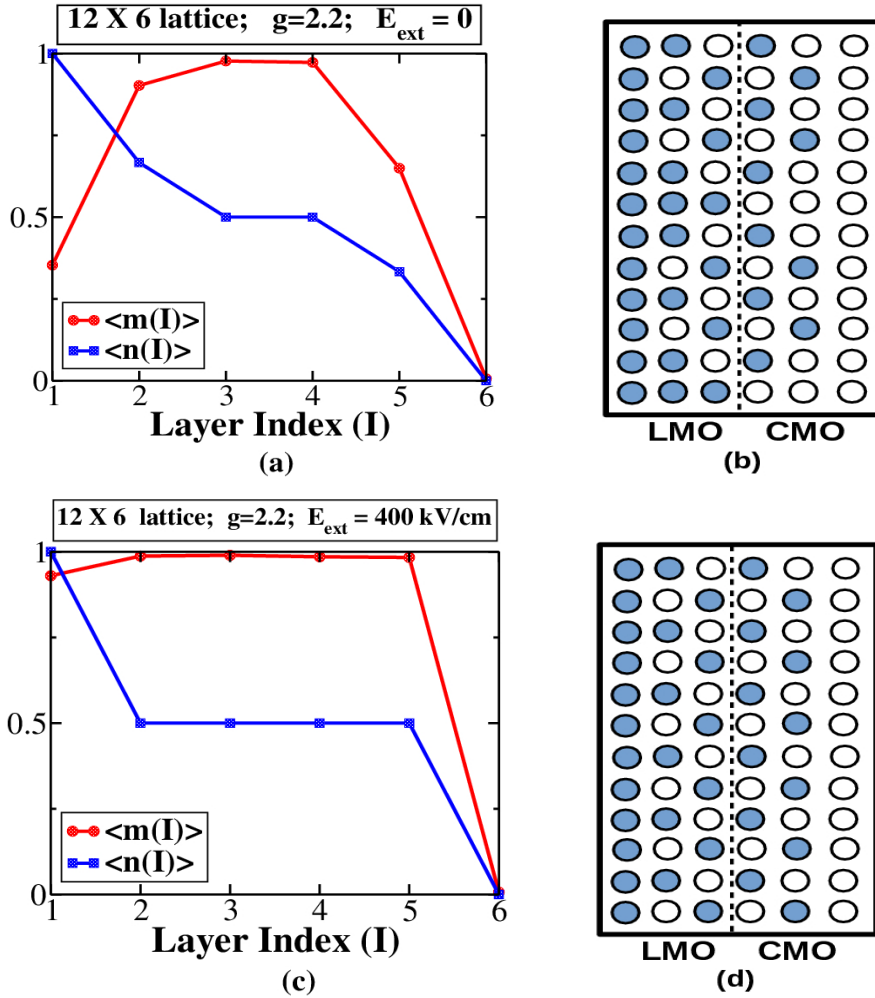 12 X 6 lattice; g=2.2; E_ext = 0
1
0.5
0
<m(I)>
<n(I)>
1 2 3 4 5 6
Layer Index (I)
(a)
LMO CMO
(b)
12 X 6 lattice; g=2.2; E_ext = 400 kV/cm
1
0.5
0
<m(I)>
<n(I)>
1 2 3 4 5 6
Layer Index (I)
(c)
LMO CMO
(d)